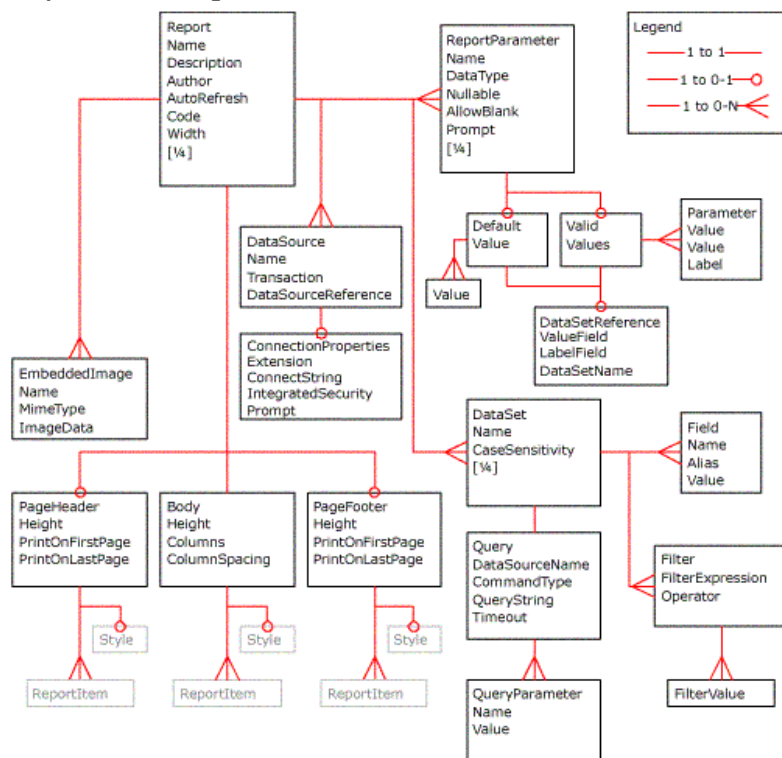 Report
Name
Description
Author
AutoRefresh
Code
Width
[¼]
ReportParameter
Name
DataType
Nullable
AllowBlank
Prompt
[¼]
Legend
1 to 1
1 to 0-1
1 to 0-N
DataSource
Name
Transaction
DataSourceReference
Default
Value
Valid
Values
Parameter
Value
Value
Label
Value
ConnectionProperties
Extension
ConnectString
IntegratedSecurity
Prompt
DataSetReference
ValueField
LabelField
DataSetName
EmbeddedImage
Name
MimeType
ImageData
DataSet
Name
CaseSensitivity
[¼]
Field
Name
Alias
Value
PageHeader
Height
PrintOnFirstPage
PrintOnLastPage
Body
Height
Columns
ColumnSpacing
PageFooter
Height
PrintOnFirstPage
PrintOnLastPage
Query
DataSourceName
CommandType
QueryString
Timeout
Filter
FilterExpression
Operator
Style
Style
Style
ReportItem
ReportItem
ReportItem
QueryParameter
Name
Value
FilterValue